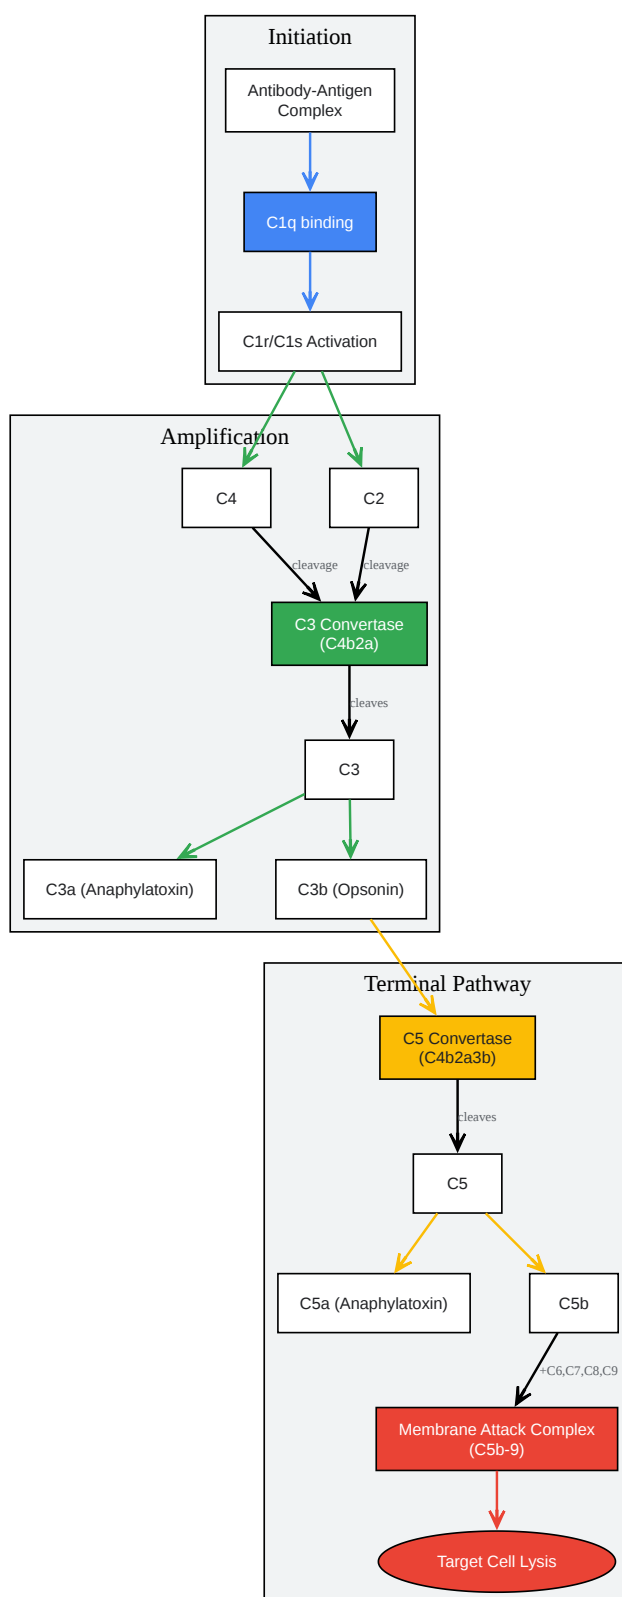 Initiation
Antibody-Antigen
Complex
C1q binding
C1r/C1s Activation
Amplification
C4
C2
cleavage
cleavage
C3 Convertase
(C4b2a)
cleaves
C3
C3a (Anaphylatoxin)
C3b (Opsonin)
Terminal Pathway
C5 Convertase
(C4b2a3b)
cleaves
C5
C5a (Anaphylatoxin)
C5b
+C6,C7,C8,C9
Membrane Attack Complex
(C5b-9)
Target Cell Lysis